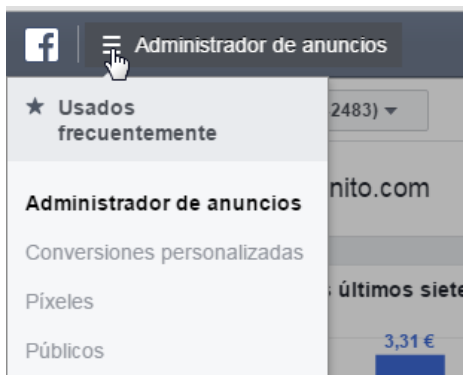 f
Administrador de anuncios
Usados
frecuentemente
2483)
Administrador de anuncios
nito.com
Conversiones personalizadas
Píxeles
últimos siete
3,31 €
Públicos